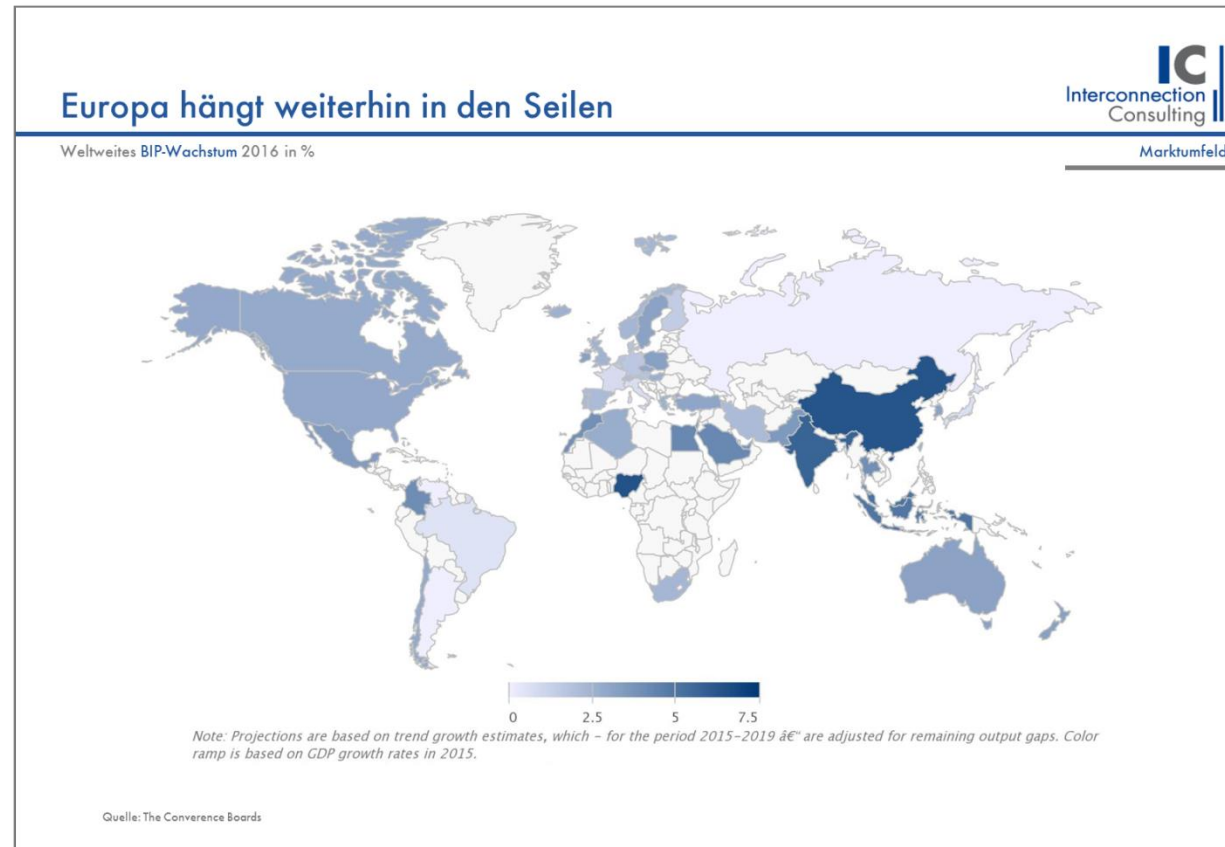 IC
Interconnection
Consulting
Europa hängt weiterhin in den Seilen
Weltweites BIP-Wachstum 2016 in %
Marktumfeld
0 2.5 5 7.5
Note: Projections are based on trend growth estimates, which – for the period 2015–2019 â€“ are adjusted for remaining output gaps. Color
ramp is based on GDP growth rates in 2015.
Quelle: The Converence Boards